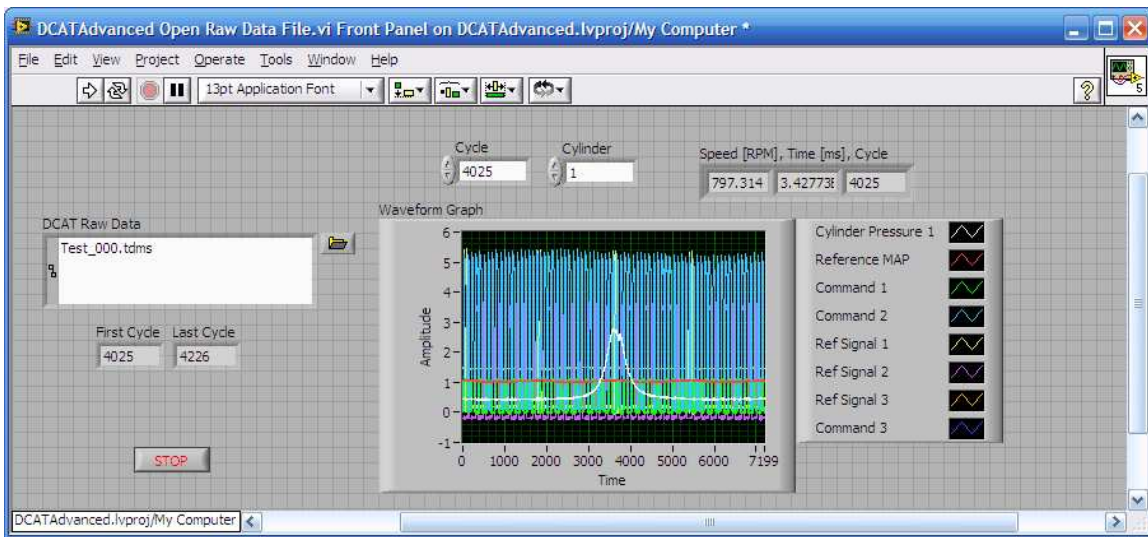 DCATAdvanced Open Raw Data File.vi Front Panel on DCATAdvanced.lvproj/My Computer *
File Edit View Project Operate Tools Window Help
13pt Application Font
5
Cycle Cylinder Speed [RPM], Time [ms], Cycle
4025 1 797.314 4025
Waveform Graph
DCAT Raw Data
Test_000.tdms
First Cycle Last Cycle
4025 4226
STOP
Amplitude
6
5
4
3
2
1
0
-1
0 1000 2000 3000 4000 5000 6000 7199
Time
Cylinder Pressure 1
Reference MAP
Command 1
Command 2
Ref Signal 1
Ref Signal 2
Ref Signal 3
Command 3
DCATAdvanced.lvproj/My Computer